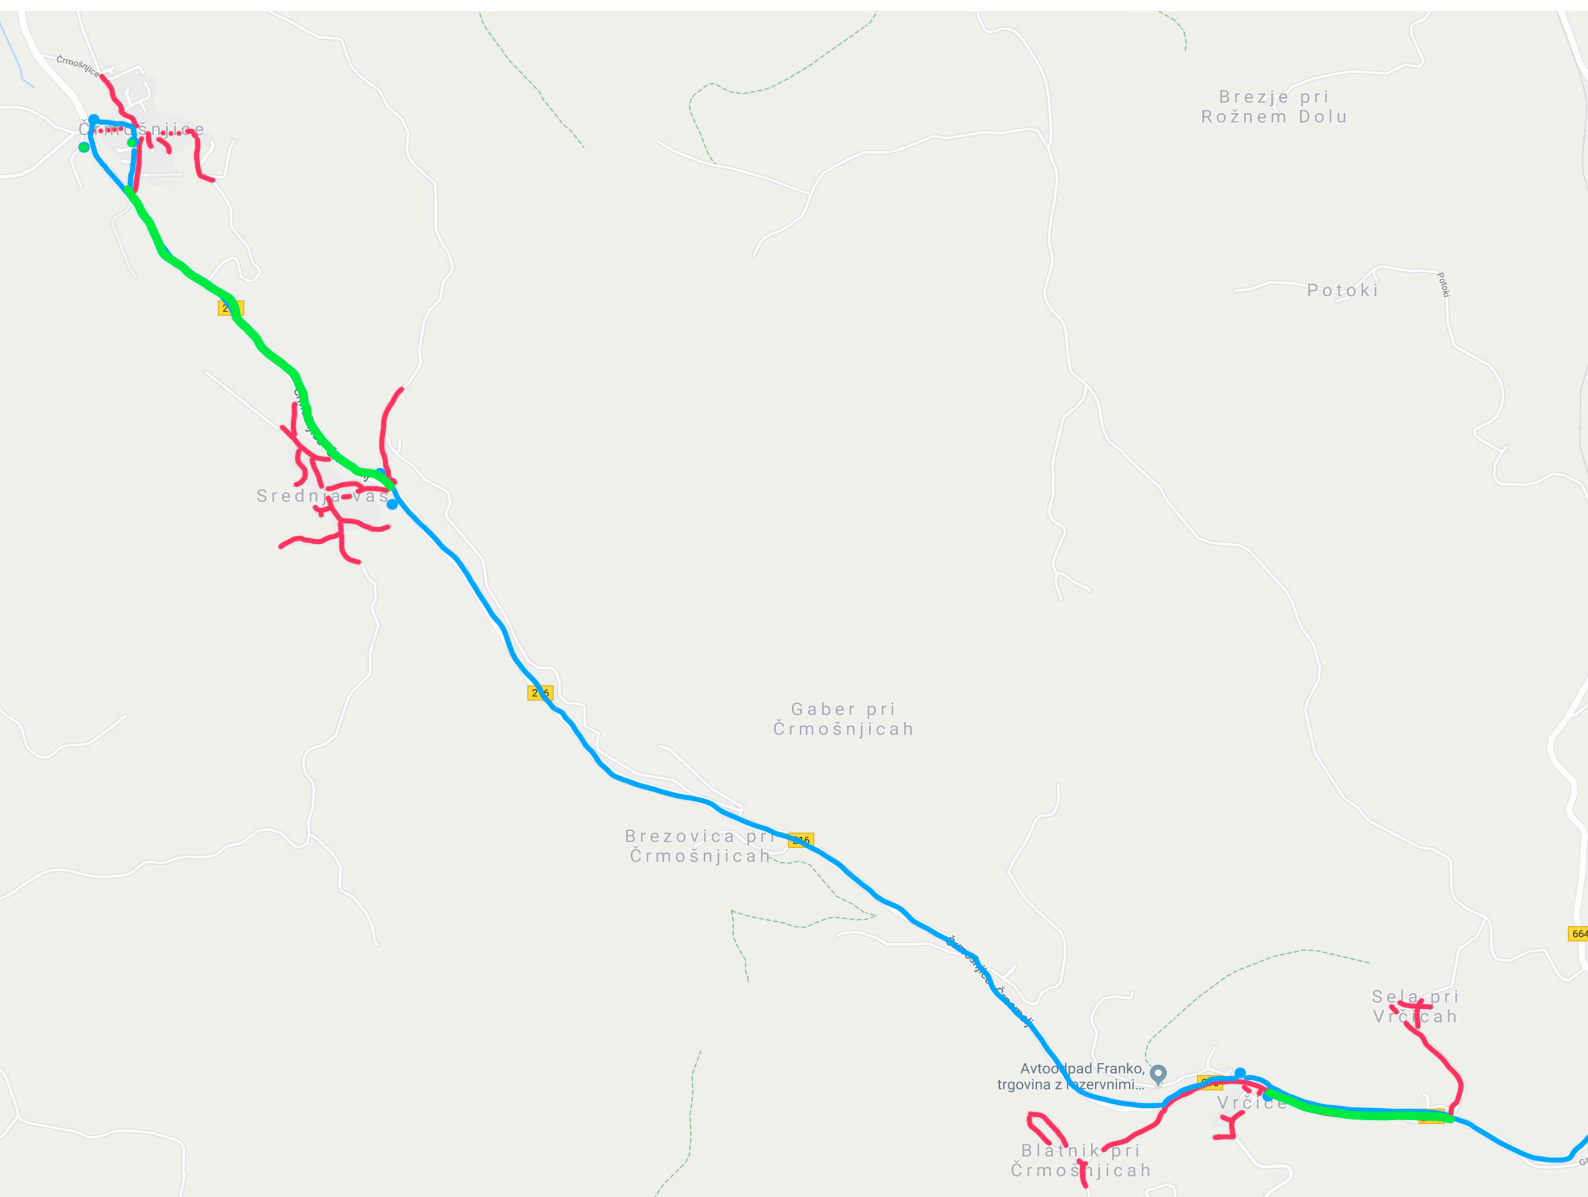 Črmošnjice
Črmošnjice
Brezje pri
Rožnem Dolu
Potoki
Potoki
Srednja vas
216
Gaber pri
Črmošnjicah
Brezovica pri
Črmošnjicah
216
664
Sela pri
Vrčicah
Avtoodpad Franko,
trgovina z rezervnimi...
Vrčice
Blatnik pri
Črmošnjicah